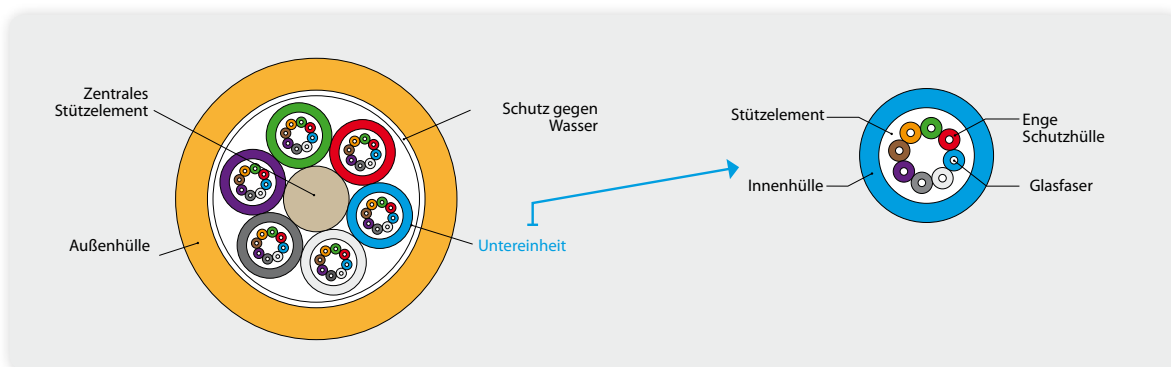 Zentrales
Stützelement
Schutz gegen
Wasser
Außenhülle
Untereinheit
Stützelement
Enge
Schutzhülle
Innenhülle
Glasfaser